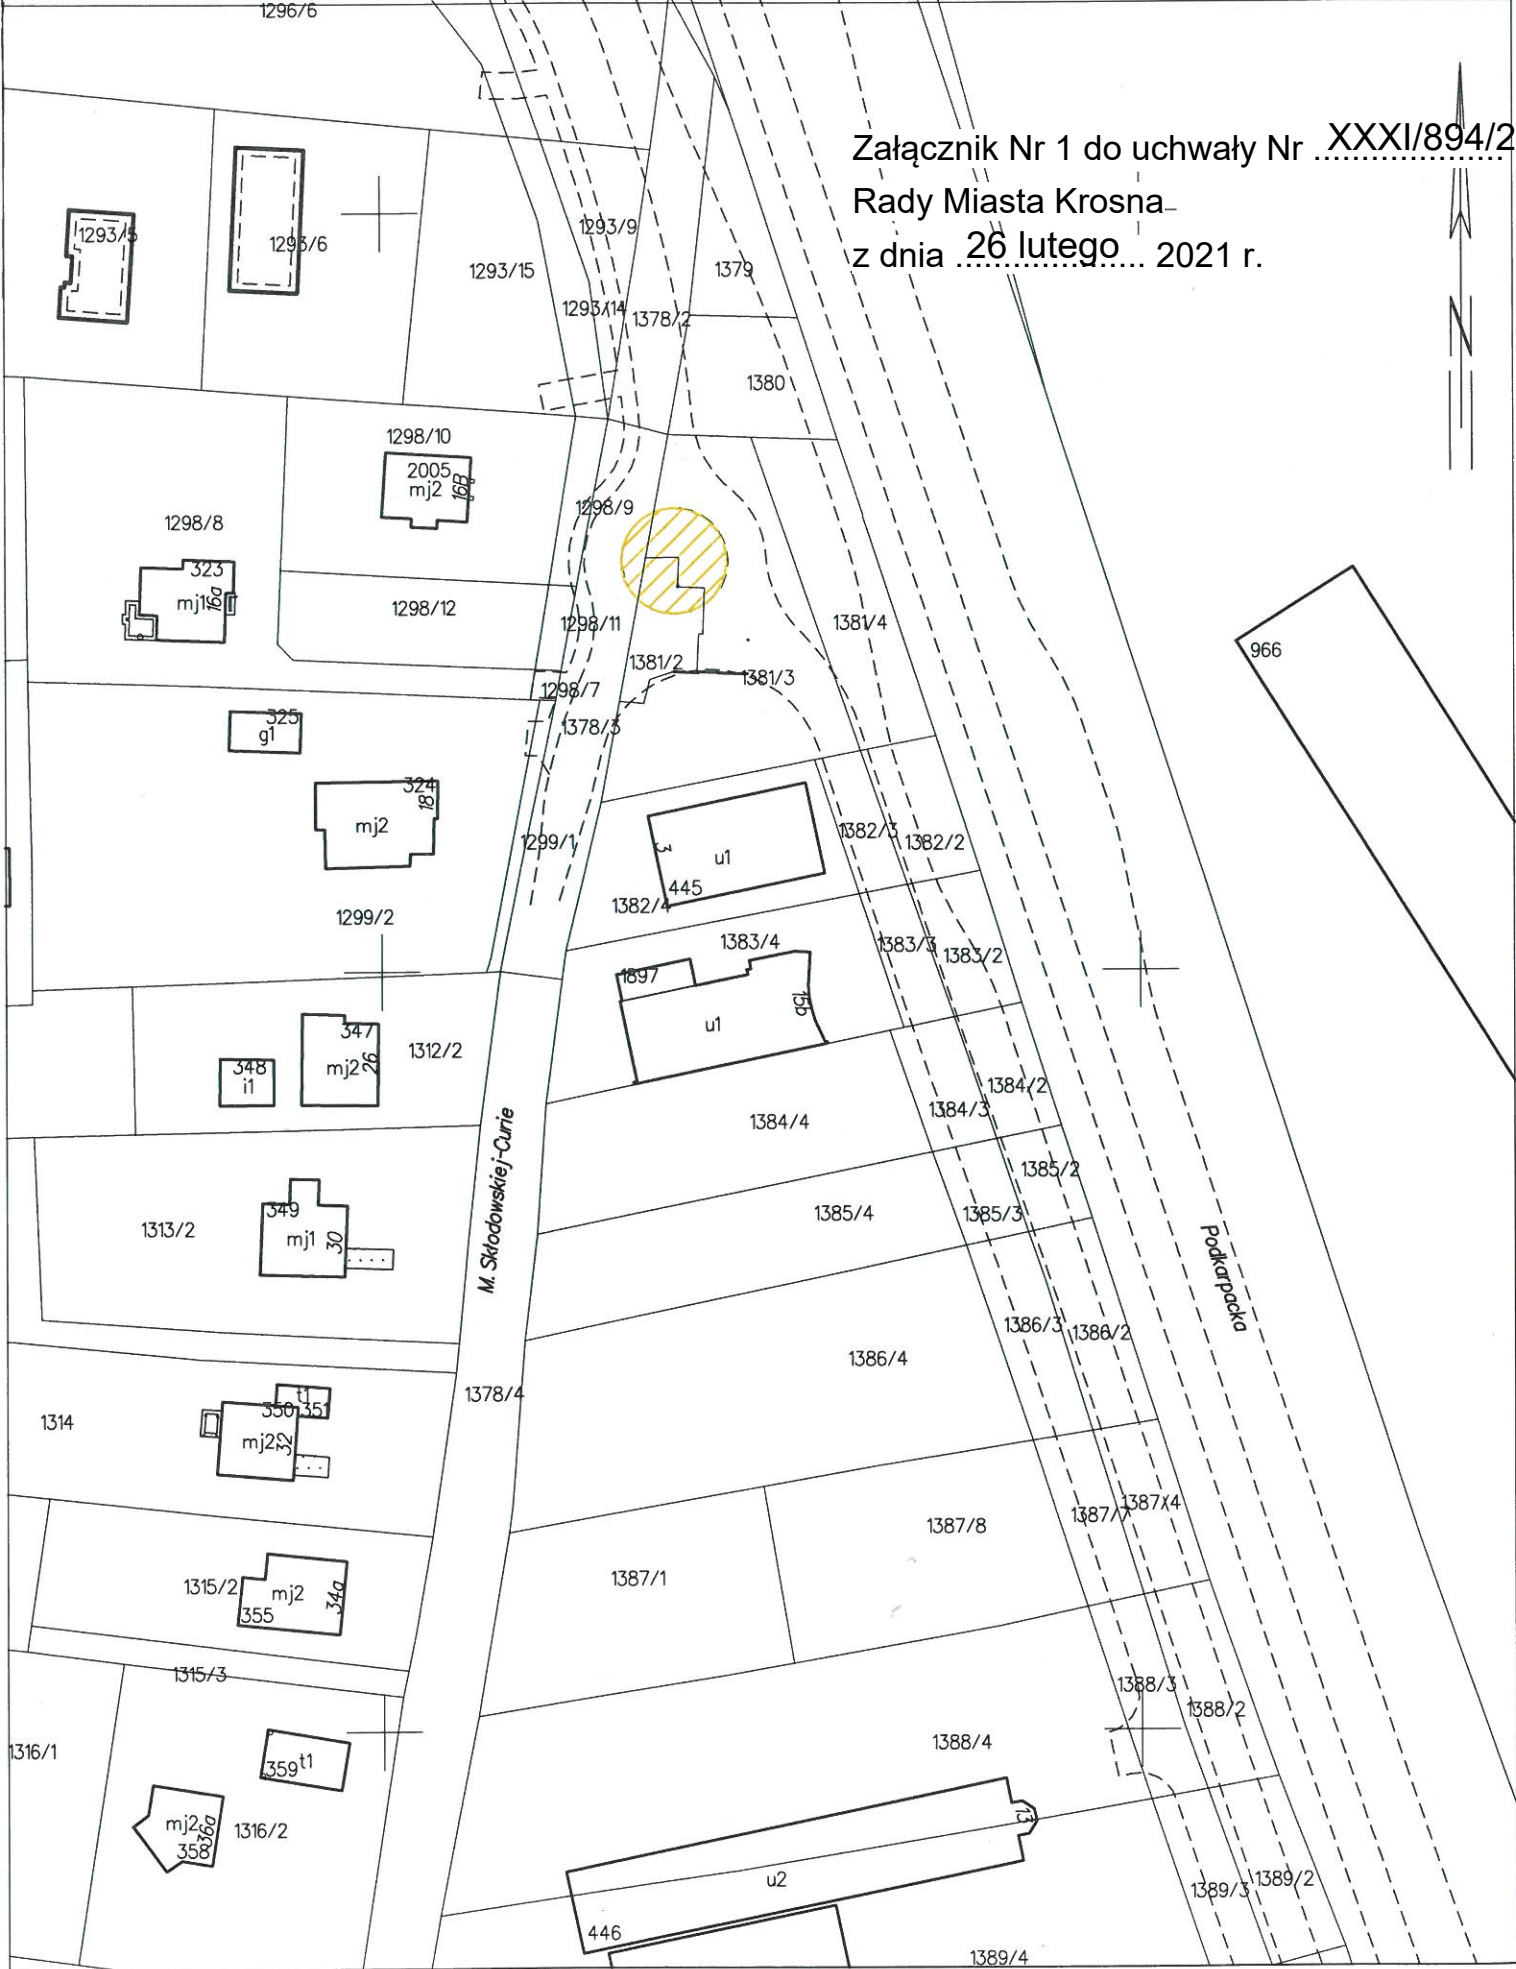 1296/6
Załącznik Nr 1 do uchwały Nr XXXI/894/2
Rady Miasta Krosna
z dnia 26 lutego 2021 r.
1293/5
1293/6
1293/15
1293/9
1379
1293/14
1378/2
1380
1298/10
2005
mj2
16B
1298/9
1298/8
323
mj1
16a
1298/12
1298/11
1381/4
966
1381/2
1381/3
1298/7
325
g1
1378/3
324
18
mj2
1299/1
3
u1
445
1382/3
1382/2
1382/4
1299/2
1383/4
1383/3
1383/2
1897
15b
u1
347
1312/2
mj2
26
348
i1
1384/2
1384/3
1384/4
M. Skłodowskiej-Curie
1385/2
1385/4
1385/3
349
1313/2
mj1
30
Podkarpacka
1386/3
1386/2
1386/4
1378/4
t1
350
351
1314
mj2
32
1387/7
1387/4
1387/8
1387/1
1315/2
mj2
34a
355
1315/3
1388/3
1388/2
1388/4
1316/1
359
t1
mj2
36a
358
1316/2
13
u2
1389/3
1389/2
446
1389/4
N